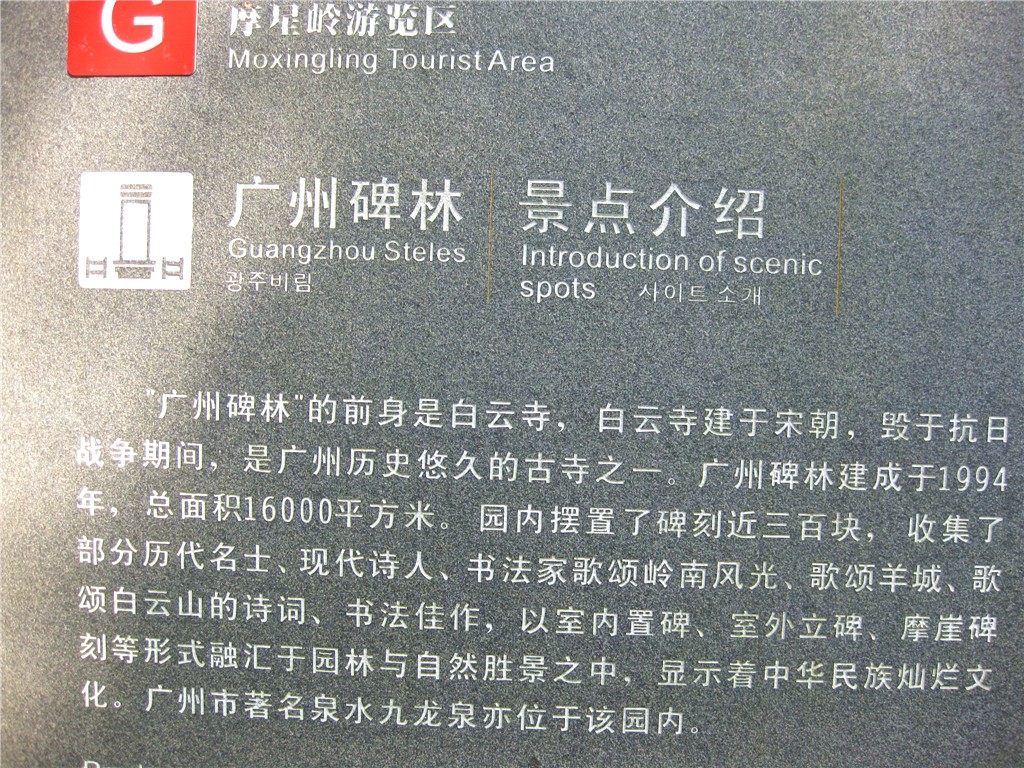 G
摩星岭游览区
Moxingling Tourist Area
广州碑林
Guangzhou Steles
광주비림
景点介绍
Introduction of scenic
spots 사이트 소개
"广州碑林"的前身是白云寺， 白云寺建于宋朝，毁于抗日
战争期间，是广州历史悠久的古寺之一。广州碑林建成于1994
年， 总面积16000平方米。 园内摆置了碑刻近三百块， 收集了
部分历代名士、现代诗人、书法家歌颂岭南风光、歌颂羊城、歌
颂白云山的诗词、书法佳作，以室内置碑、室外立碑、摩崖碑
刻等形式融汇于园林与自然胜景之中，显示着中华民族灿烂文
化。广州市著名泉水九龙泉亦位于该园内。